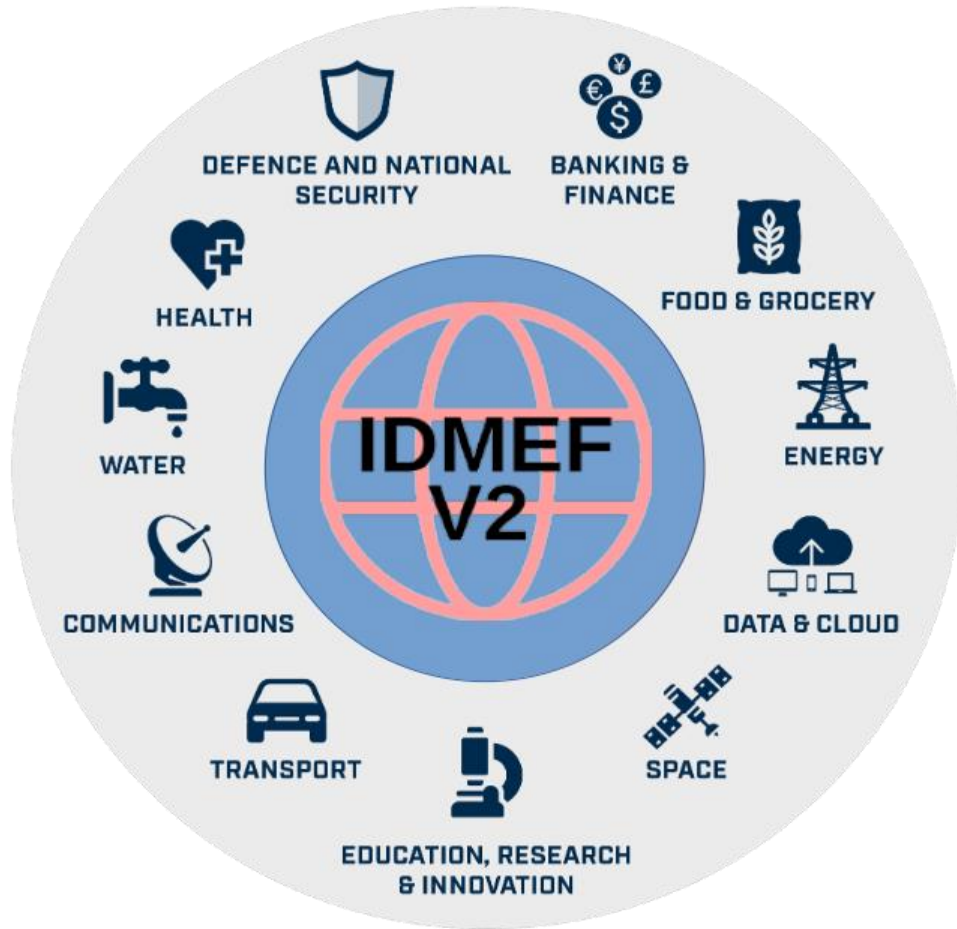 DEFENCE AND NATIONAL
SECURITY
BANKING &
FINANCE
¥
€
£
$
FOOD & GROCERY
ENERGY
DATA & CLOUD
SPACE
EDUCATION, RESEARCH
& INNOVATION
TRANSPORT
COMMUNICATIONS
WATER
HEALTH
IDMEF
V2